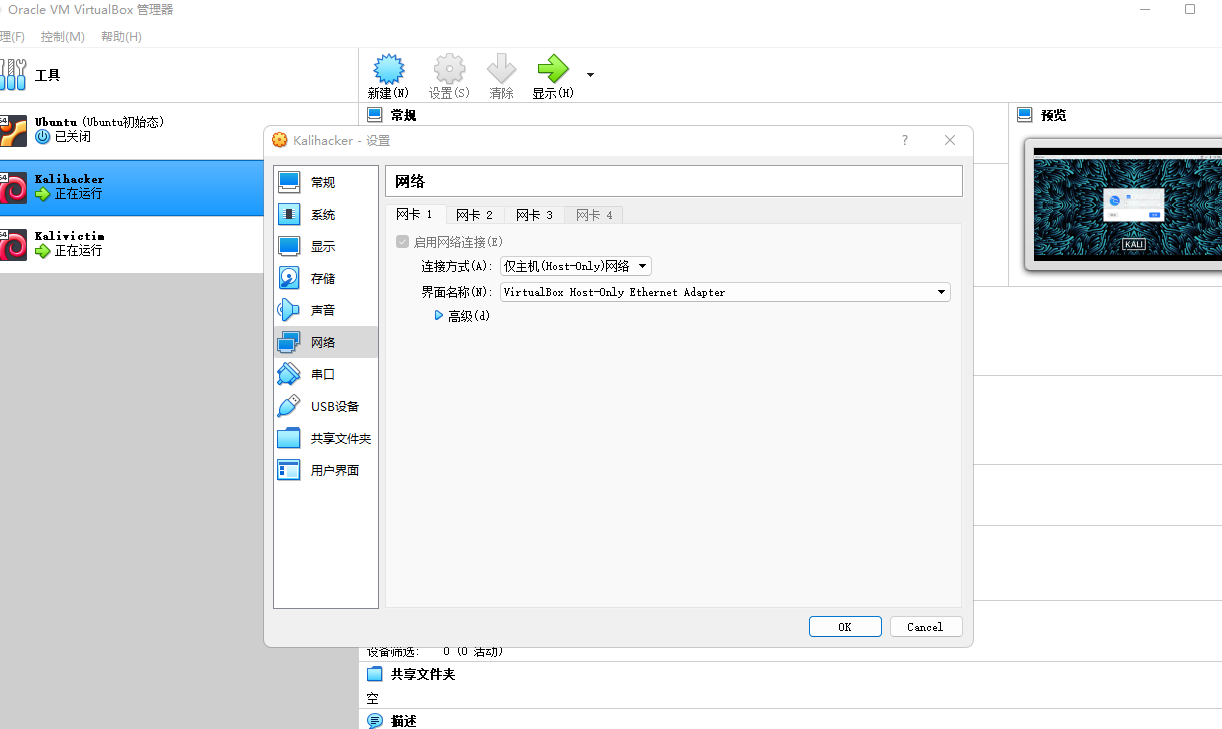 Oracle VM VirtualBox 管理器
理(F) 控制(M) 帮助(H)
工具
新建(N) 设置(S) 清除 显示(H)
64
Ubuntu (Ubuntu初始态)
已关闭
64
Kalihacker
正在运行
64
Kalivictim
正在运行
常规
预览
KALI
Kalihacker - 设置
?
常规
系统
显示
存储
声音
网络
串口
USB设备
共享文件夹
用户界面
网络
网卡 1 网卡 2 网卡 3 网卡 4
启用网络连接(E)
连接方式(A): 仅主机(Host-Only)网络
界面名称(N): VirtualBox Host-Only Ethernet Adapter
高级(d)
OK Cancel
设备筛选: 0 (0 活动)
共享文件夹
空
描述